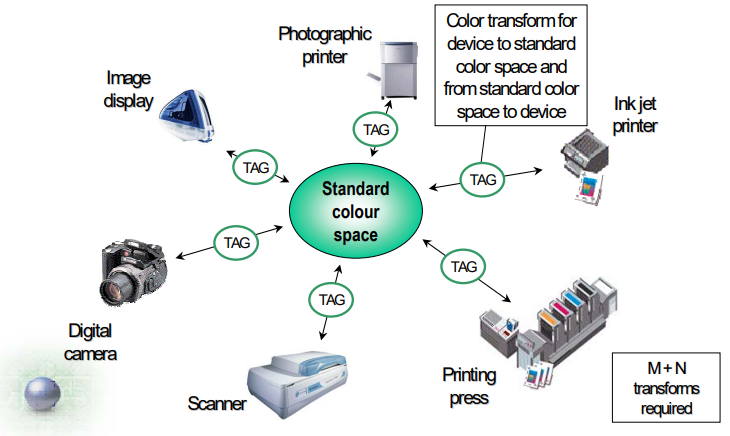 Photographic
printer
Color transform for
device to standard
color space and
from standard color
space to device
Image
display
Ink jet
printer
TAG
TAG
TAG
Standard
colour
space
TAG
TAG
TAG
TAG
Digital
camera
Scanner
Printing
press
M + N
transforms
required